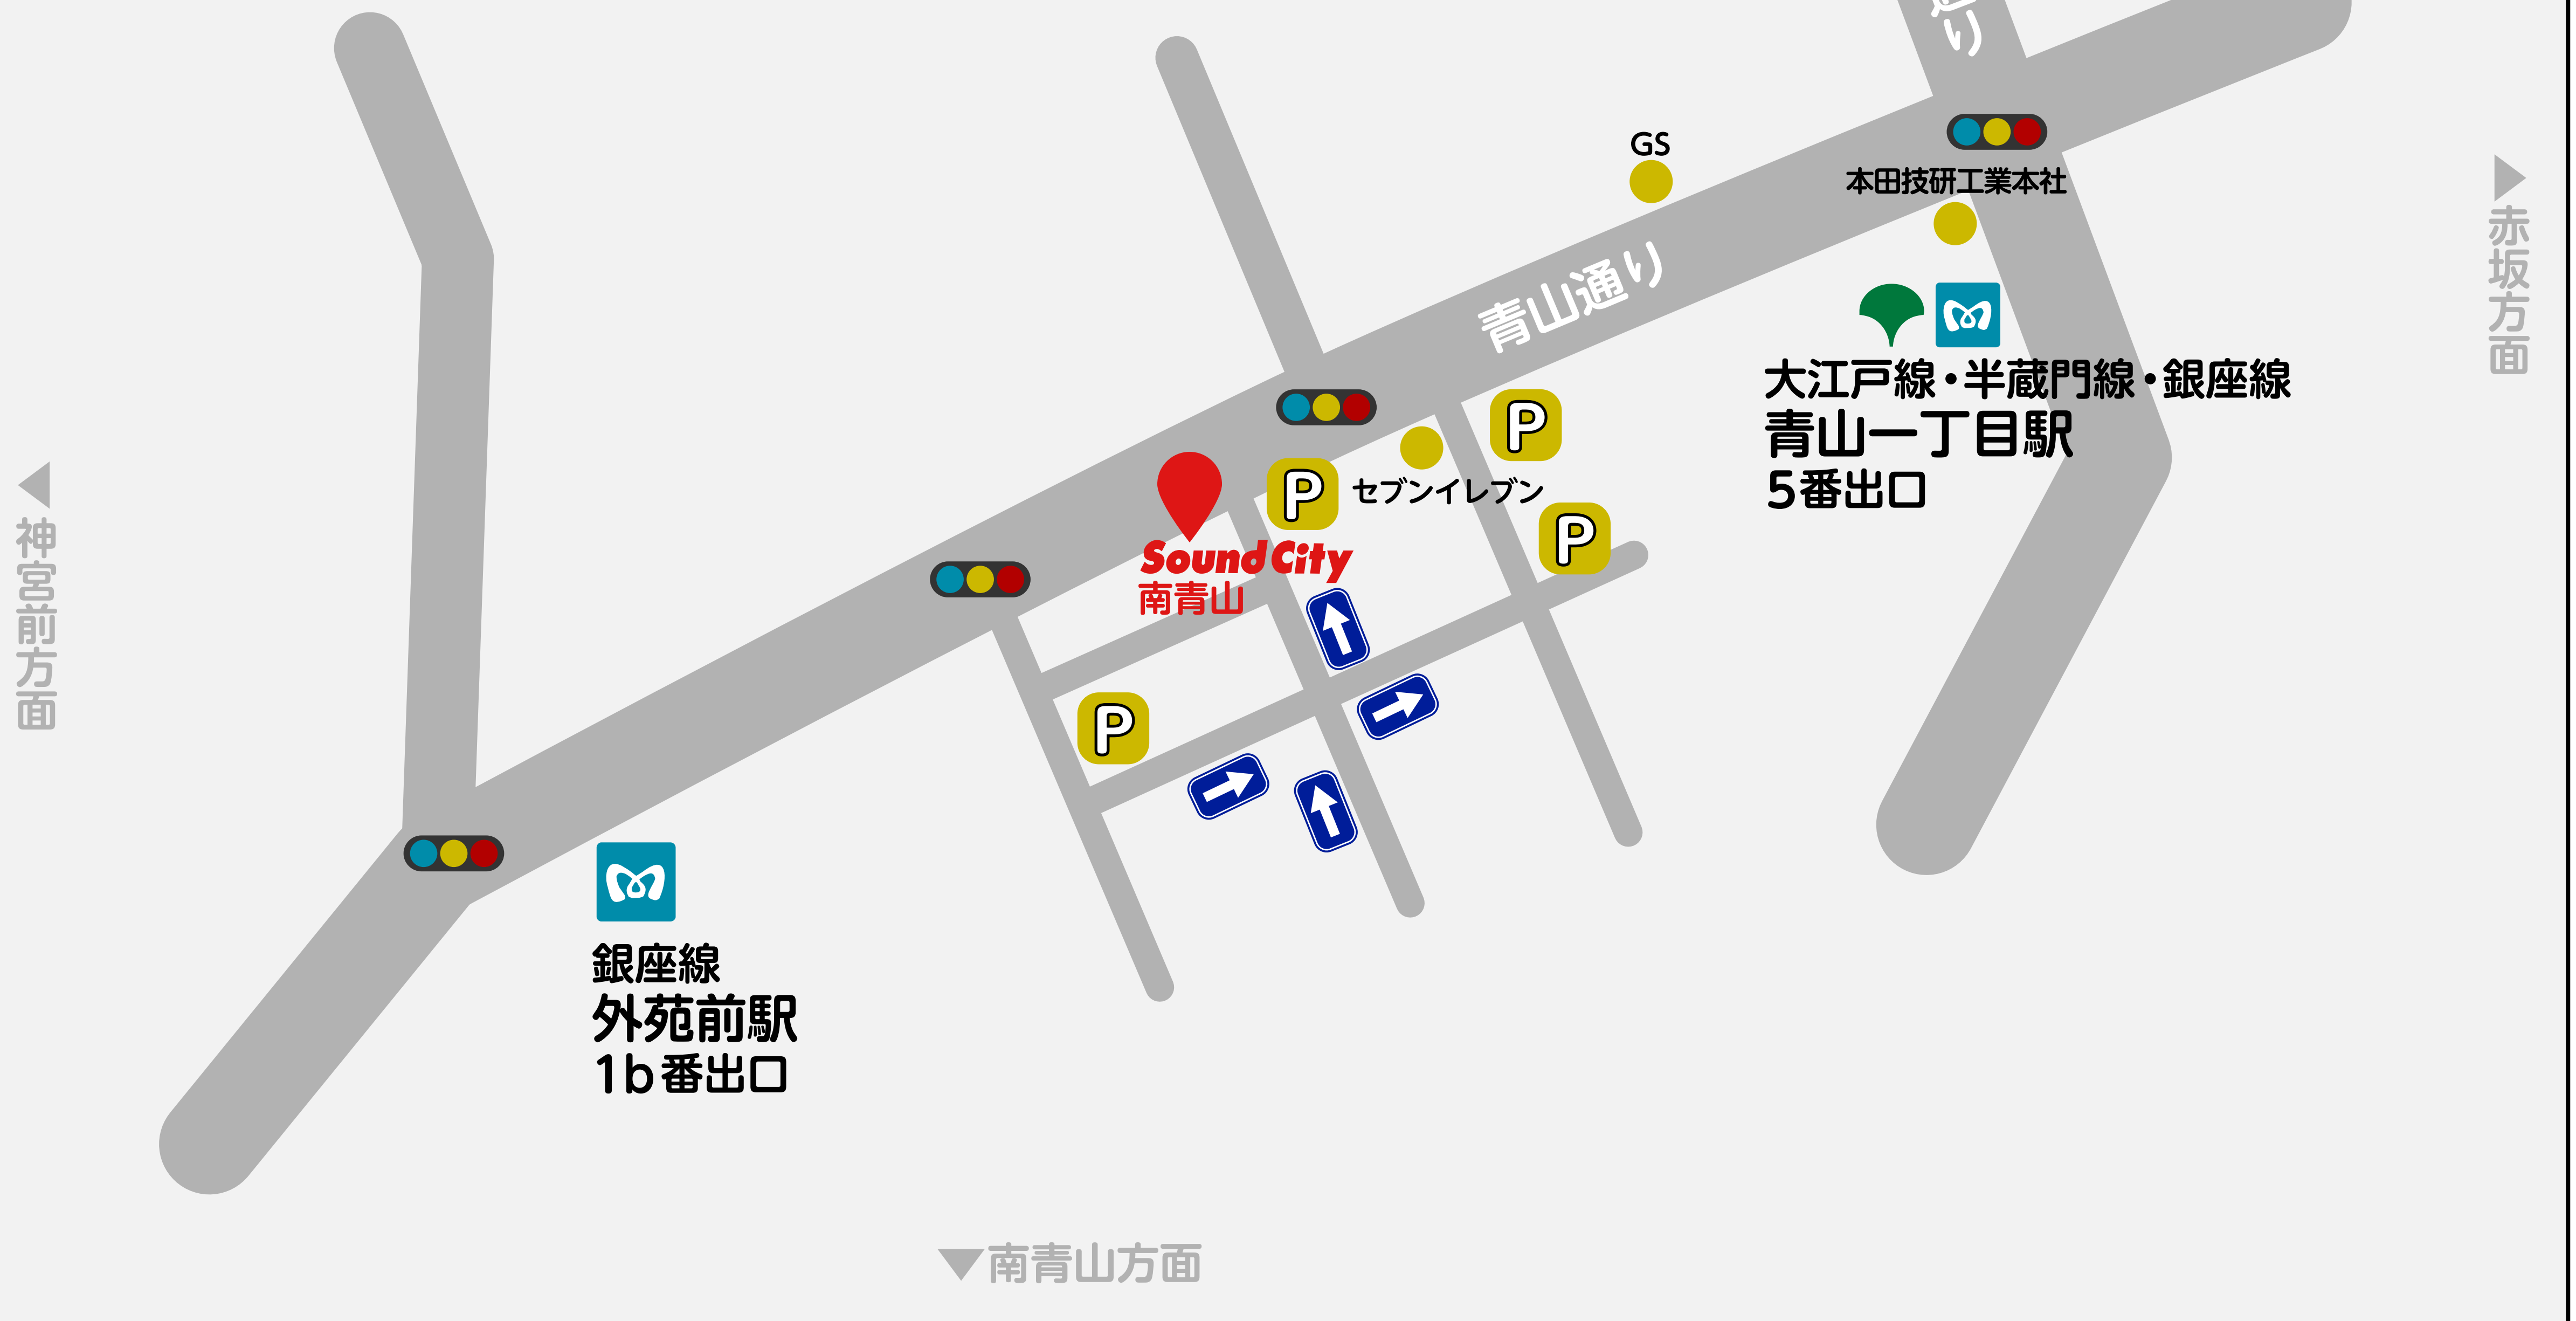 り
GS
本田技研工業本社
赤坂方面
青山通り
大江戸線・半蔵門線・銀座線
青山一丁目駅
5番出口
P
P
セブンイレブン
P
Sound City
南青山
神宮前方面
P
銀座線
外苑前駅
1b番出口
南青山方面